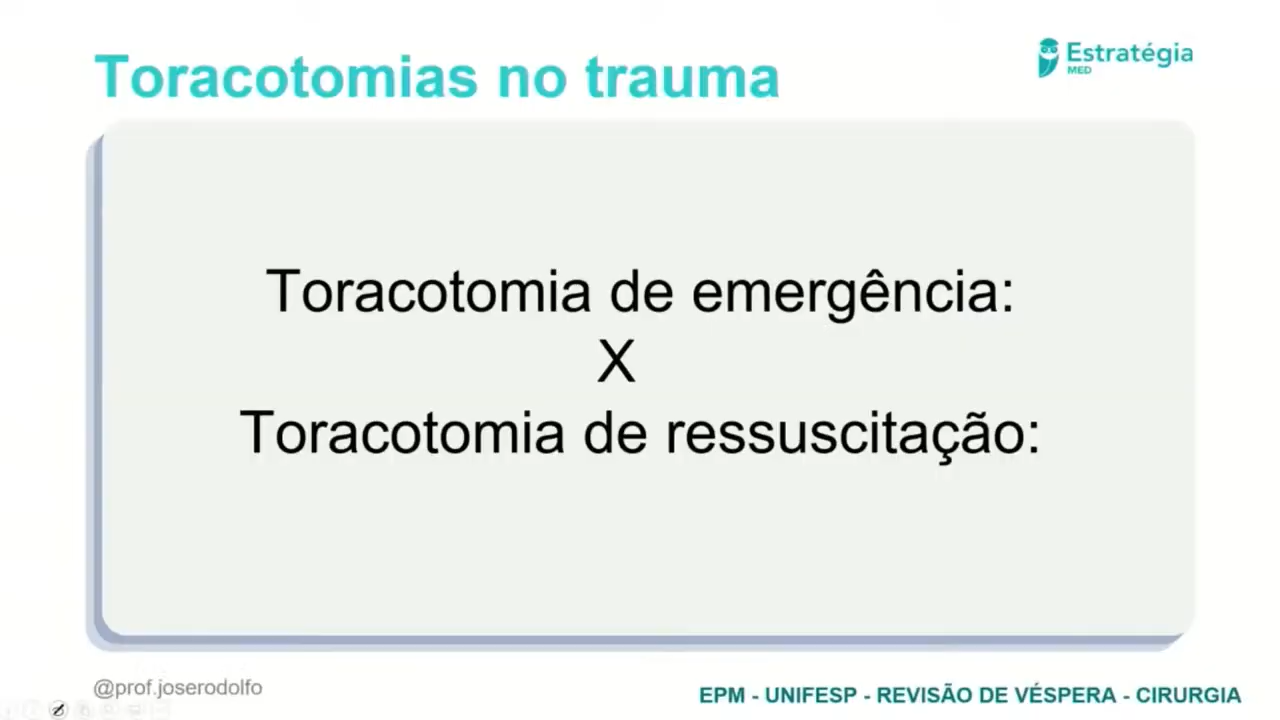 Toracotomias no trauma
Estratégia
MED
Toracotomia de emergência:
X
Toracotomia de ressuscitação:
@prof.joserodolfo
EPM - UNIFESP - REVISÃO DE VÉSPERA - CIRURGIA